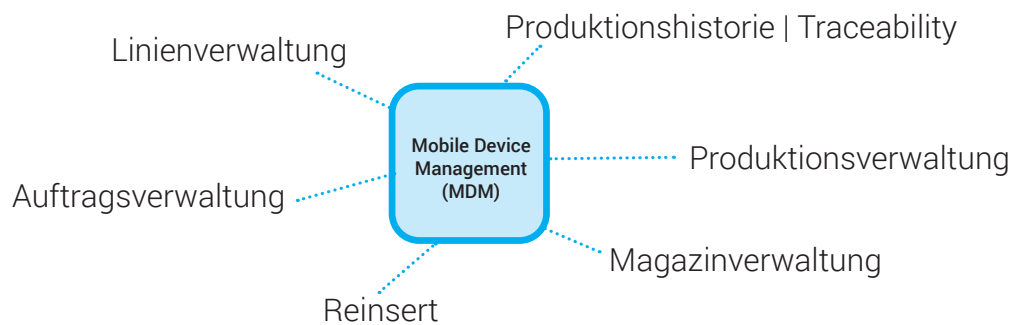 Produktionshistorie | Traceability
Linienverwaltung
Mobile Device
Management
(MDM)
Produktionsverwaltung
Auftragsverwaltung
Magazinverwaltung
Reinsert